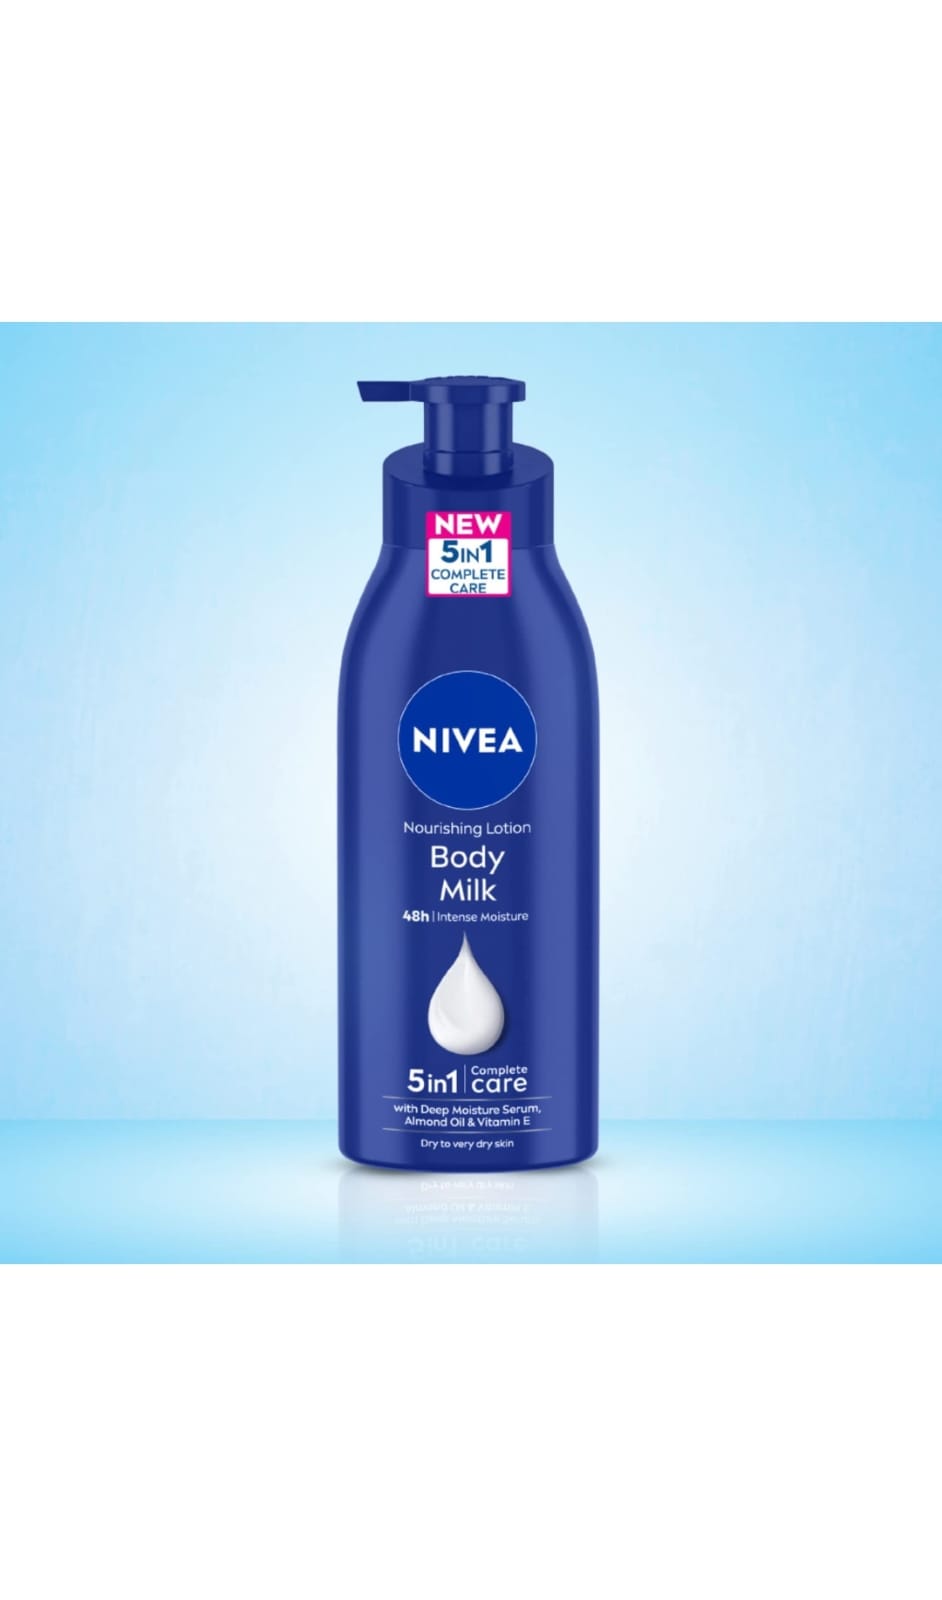 NEW
5IN1
COMPLETE
CARE
NIVEA
Nourishing Lotion
Body
Milk
48h | Intense Moisture
5in1 | Complete care
with Deep Moisture Serum,
Almond Oil & Vitamin E
Dry to very dry skin